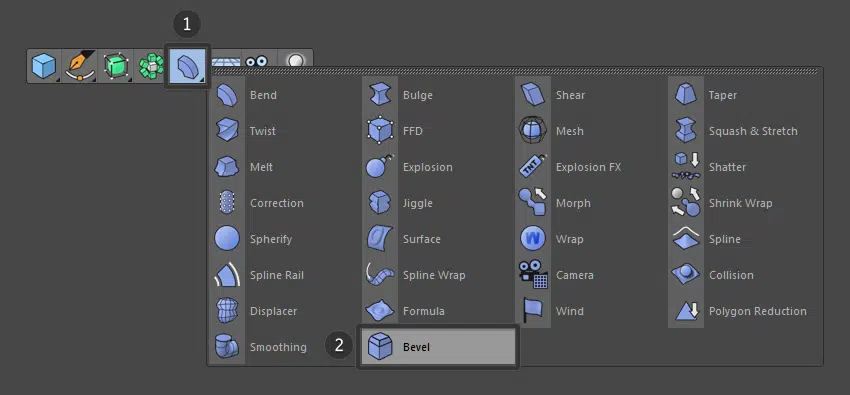 1
Bend Bulge Shear Taper
Twist FFD Mesh Squash & Stretch
Melt Explosion TNT Explosion FX Shatter
Correction Jiggle Morph Shrink Wrap
Spherify Surface W Wrap Spline
Spline Rail Spline Wrap Camera Collision
Displacer Formula Wind Polygon Reduction
Smoothing 2 Bevel